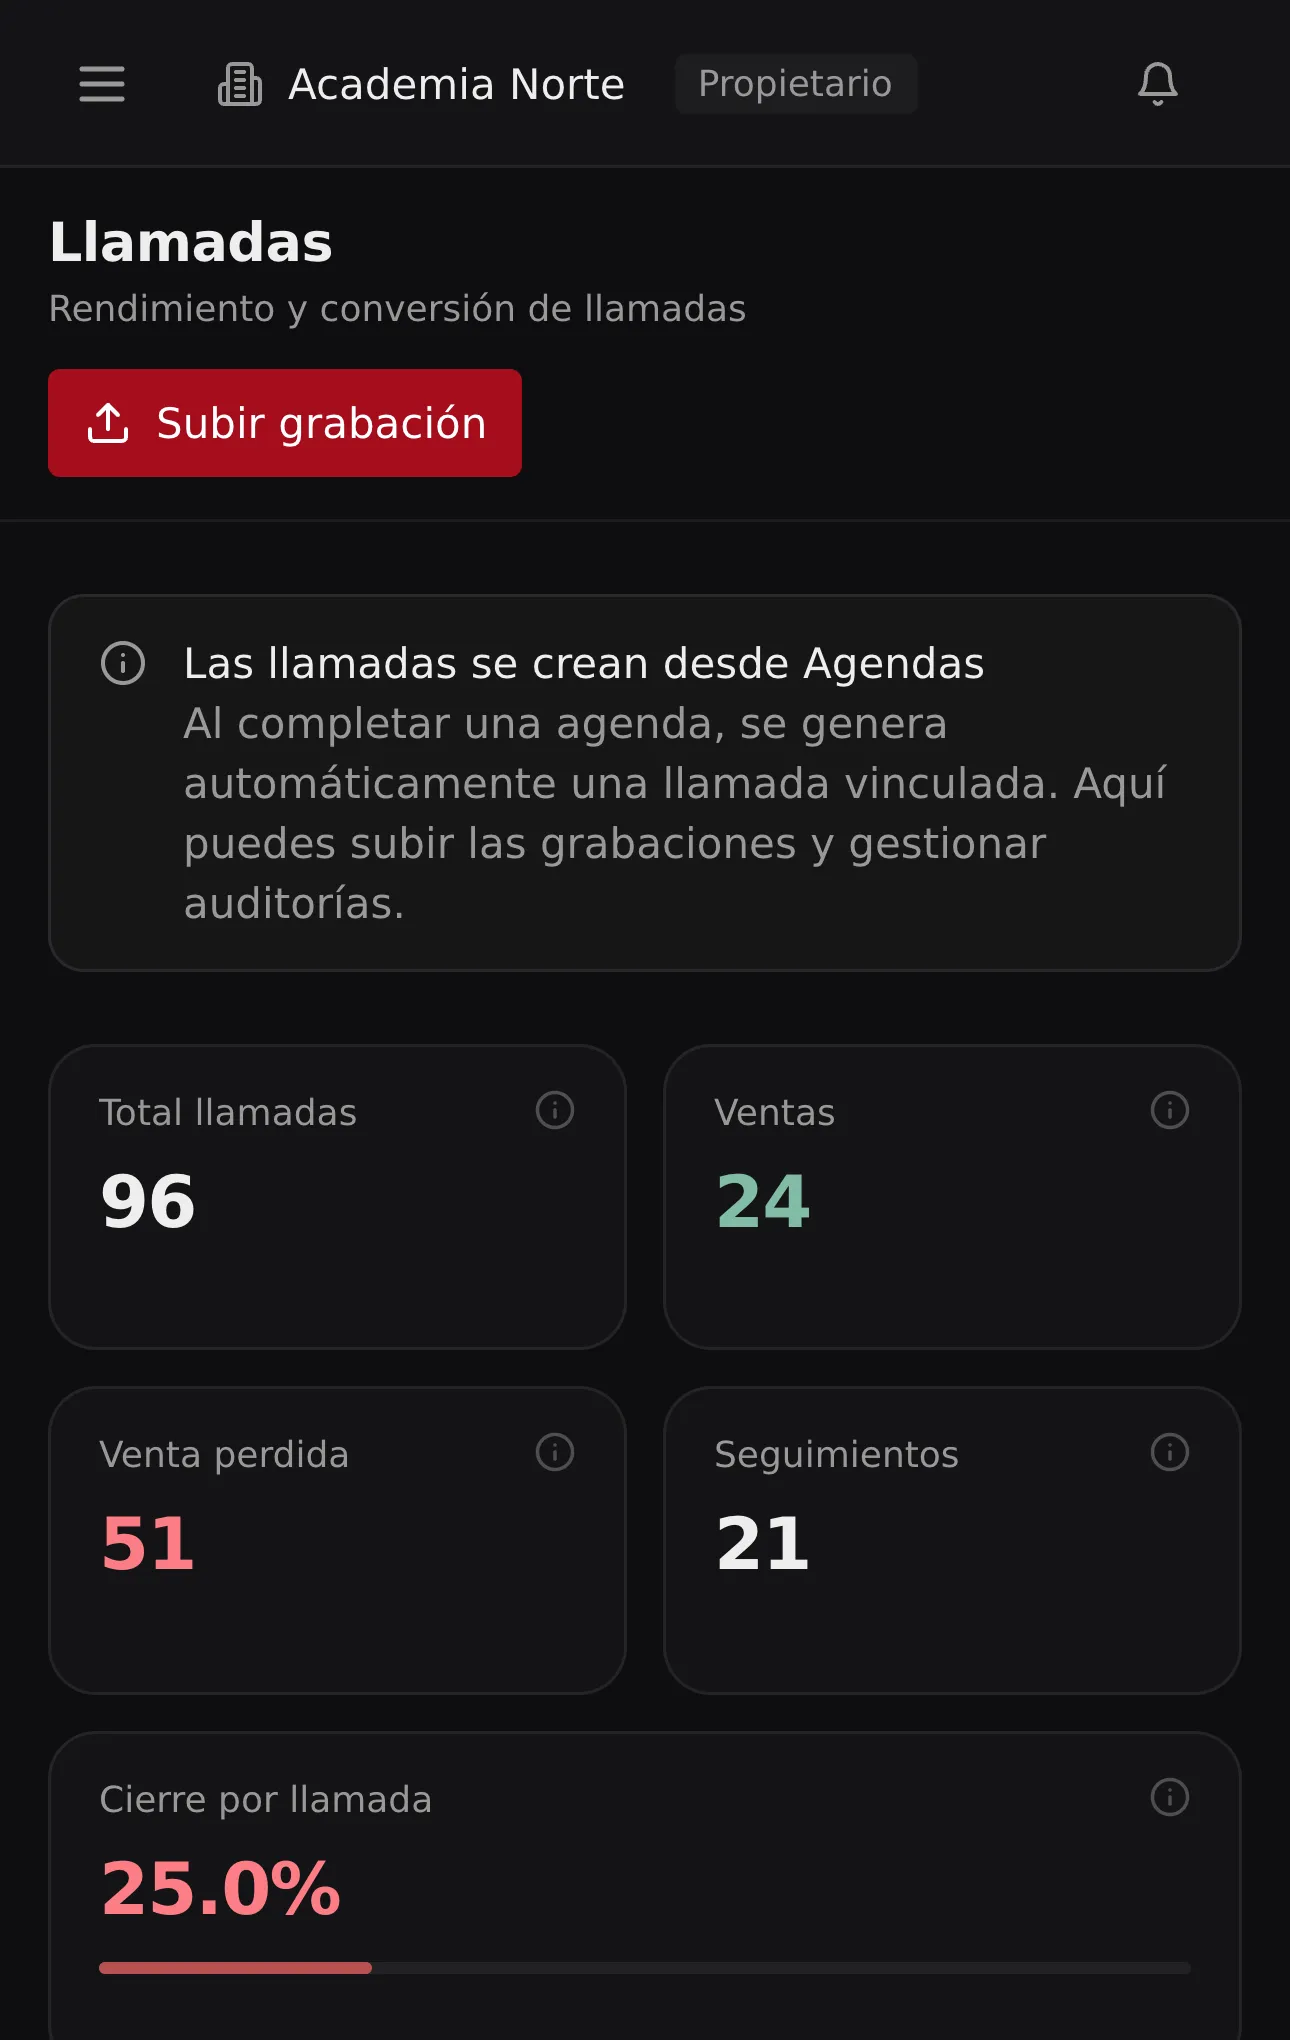 Academia Norte Propietario
Llamadas
Rendimiento y conversión de llamadas
Subir grabación
Las llamadas se crean desde Agendas
Al completar una agenda, se genera
automáticamente una llamada vinculada. Aquí
puedes subir las grabaciones y gestionar
auditorías.
Total llamadas
96
Ventas
24
Venta perdida
51
Seguimientos
21
Cierre por llamada
25.0%